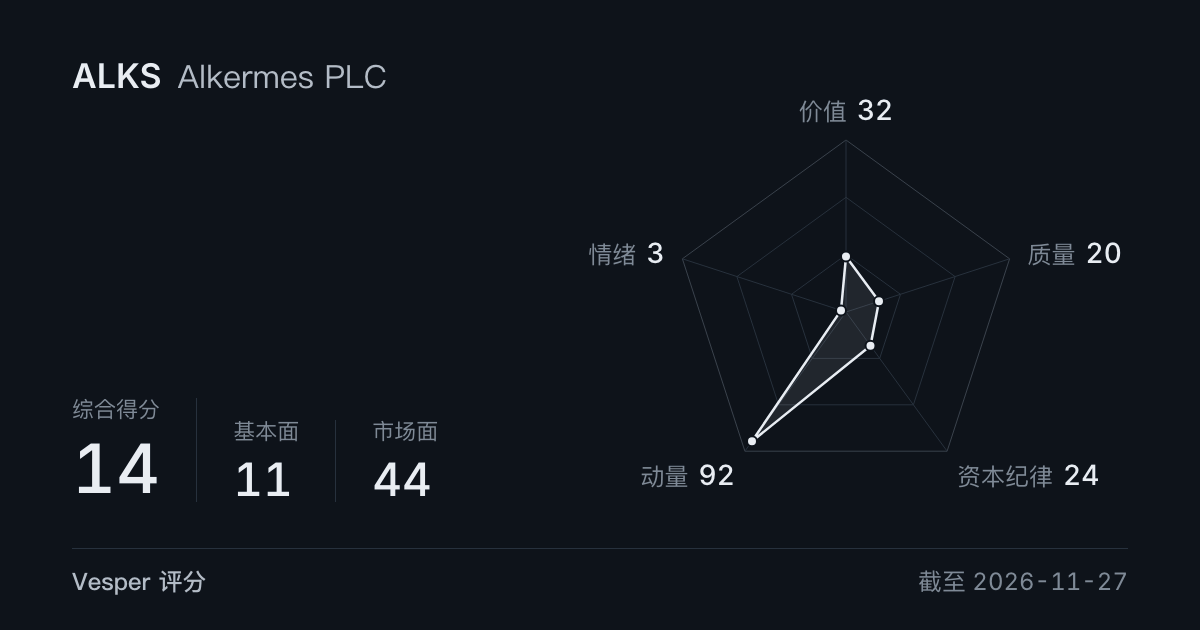 ALKS Alkermes PLC
价值 32
情绪 3
质量 20
动量 92
资本纪律 24
综合得分
14
基本面
11
市场面
44
Vesper 评分
截至 2026-11-27